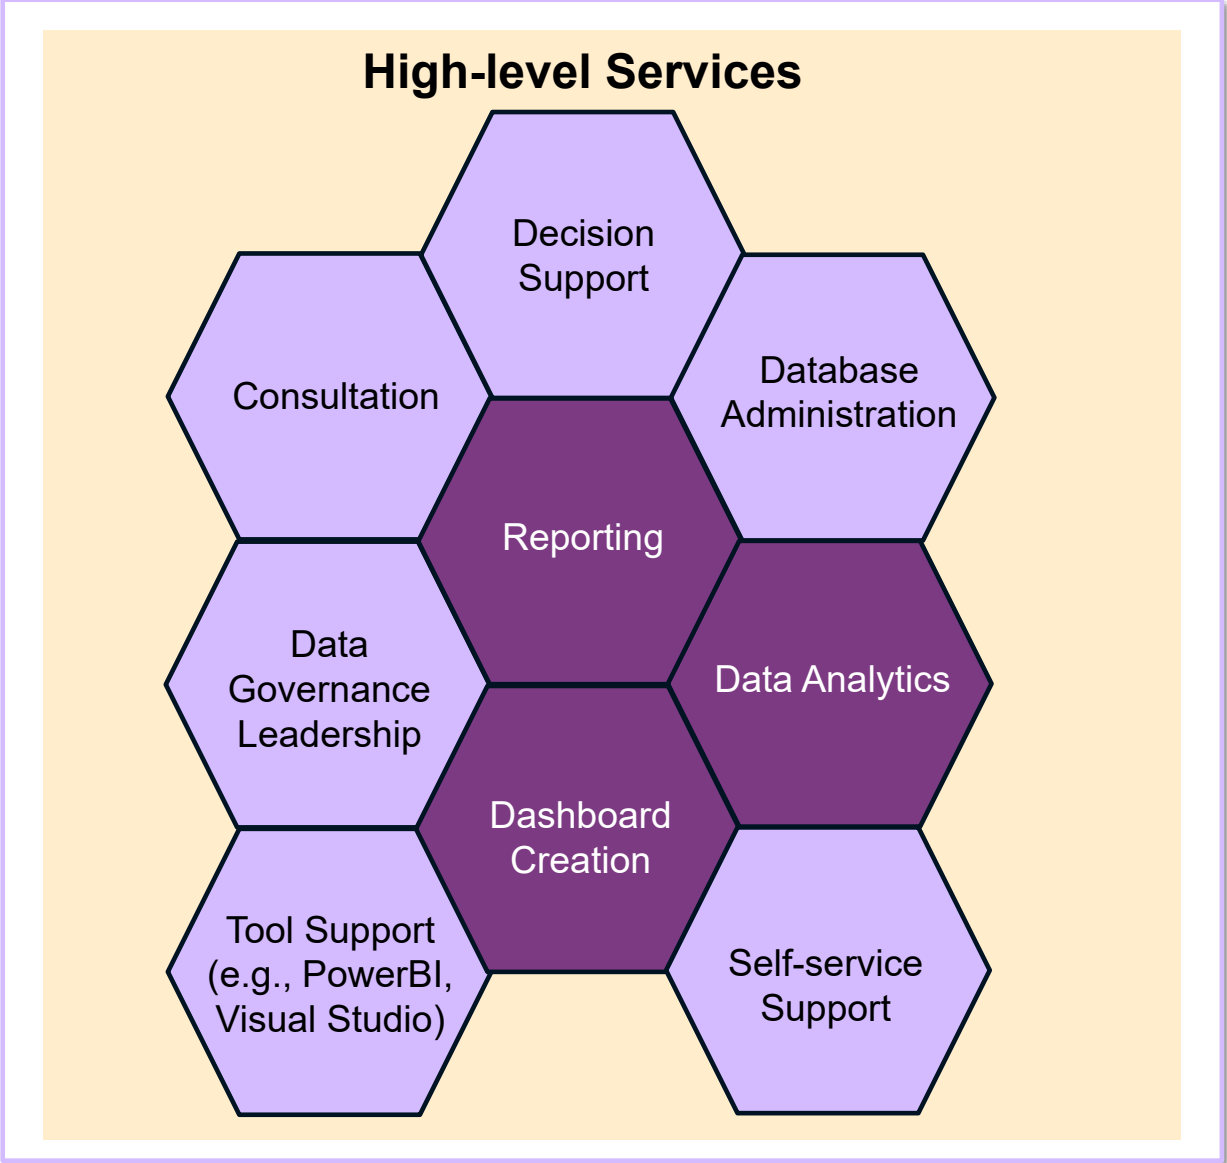 High-level Services
Decision
Support
Consultation
Database
Administration
Reporting
Data
Governance
Leadership
Data Analytics
Dashboard
Creation
Tool Support
(e.g., PowerBI,
Visual Studio)
Self-service
Support